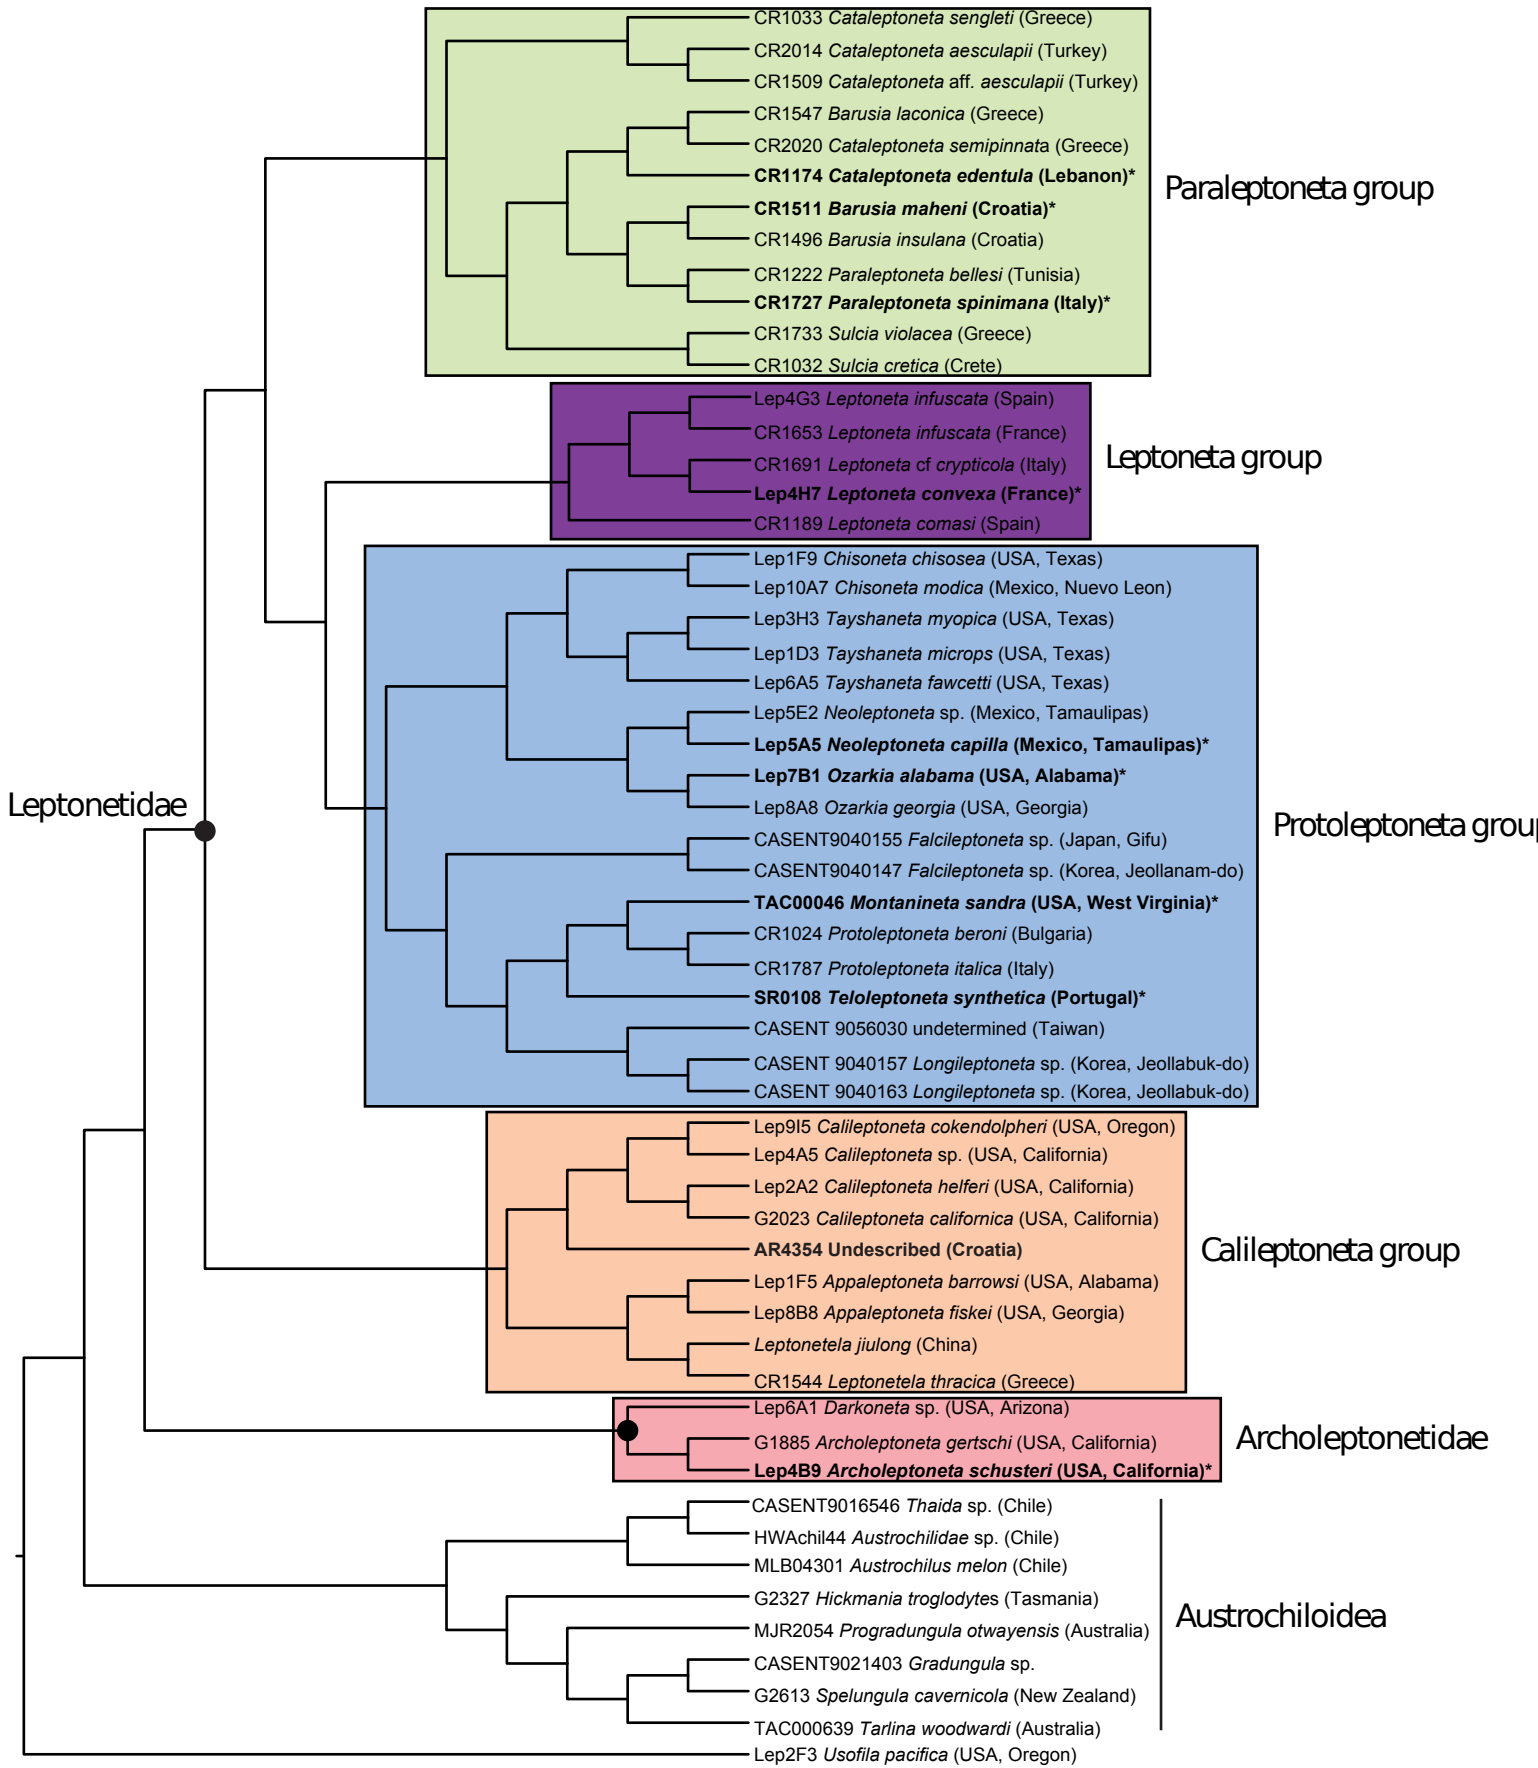 CR1033 Cataleptoneta sengleti (Greece)
CR2014 Cataleptoneta aesculapii (Turkey)
CR1509 Cataleptoneta aff. aesculapii (Turkey)
CR1547 Barusia laconica (Greece)
CR2020 Cataleptoneta semipinnata (Greece)
CR1174 Cataleptoneta edentula (Lebanon)*
Paraleptoneta group
CR1511 Barusia maheni (Croatia)*
CR1496 Barusia insulana (Croatia)
CR1222 Paraleptoneta bellesi (Tunisia)
CR1727 Paraleptoneta spinimana (Italy)*
CR1733 Sulcia violacea (Greece)
CR1032 Sulcia cretica (Crete)
Lep4G3 Leptoneta infuscata (Spain)
CR1653 Leptoneta infuscata (France)
Leptoneta group
CR1691 Leptoneta cf crypticola (Italy)
Lep4H7 Leptoneta convexa (France)*
CR1189 Leptoneta comasi (Spain)
Lep1F9 Chisoneta chisosea (USA, Texas)
Lep10A7 Chisoneta modica (Mexico, Nuevo Leon)
Lep3H3 Tayshaneta myopica (USA, Texas)
Lep1D3 Tayshaneta microps (USA, Texas)
Lep6A5 Tayshaneta fawcetti (USA, Texas)
Lep5E2 Neoleptoneta sp. (Mexico, Tamaulipas)
Lep5A5 Neoleptoneta capilla (Mexico, Tamaulipas)*
Lep7B1 Ozarkia alabama (USA, Alabama)*
Leptonetidae
Lep8A8 Ozarkia georgia (USA, Georgia)
Protoleptoneta grou
CASENT9040155 Falcileptoneta sp. (Japan, Gifu)
CASENT9040147 Falcileptoneta sp. (Korea, Jeollanam-do)
TAC00046 Montanineta sandra (USA, West Virginia)*
CR1024 Protoleptoneta beroni (Bulgaria)
CR1787 Protoleptoneta italica (Italy)
SR0108 Teloleptoneta synthetica (Portugal)*
CASENT 9056030 undetermined (Taiwan)
CASENT 9040157 Longileptoneta sp. (Korea, Jeollabuk-do)
CASENT 9040163 Longileptoneta sp. (Korea, Jeollabuk-do)
Lep9I5 Calileptoneta cokendolpheri (USA, Oregon)
Lep4A5 Calileptoneta sp. (USA, California)
Lep2A2 Calileptoneta helferi (USA, California)
G2023 Calileptoneta californica (USA, California)
AR4354 Undescribed (Croatia)
Calileptoneta group
Lep1F5 Appaleptoneta barrowsi (USA, Alabama)
Lep8B8 Appaleptoneta fiskei (USA, Georgia)
Leptonetela jiulong (China)
CR1544 Leptonetela thracica (Greece)
Lep6A1 Darkoneta sp. (USA, Arizona)
G1885 Archoleptoneta gertschi (USA, California)
Archoleptonetidae
Lep4B9 Archoleptoneta schusteri (USA, California)*
CASENT9016546 Thaida sp. (Chile)
HWAchil44 Austrochilidae sp. (Chile)
MLB04301 Austrochilus melon (Chile)
G2327 Hickmania troglodytes (Tasmania)
Austrochiloidea
MJR2054 Progradungula otwayensis (Australia)
CASENT9021403 Gradungula sp.
G2613 Spelungula cavernicola (New Zealand)
TAC000639 Tarlina woodwardi (Australia)
Lep2F3 Usofila pacifica (USA, Oregon)